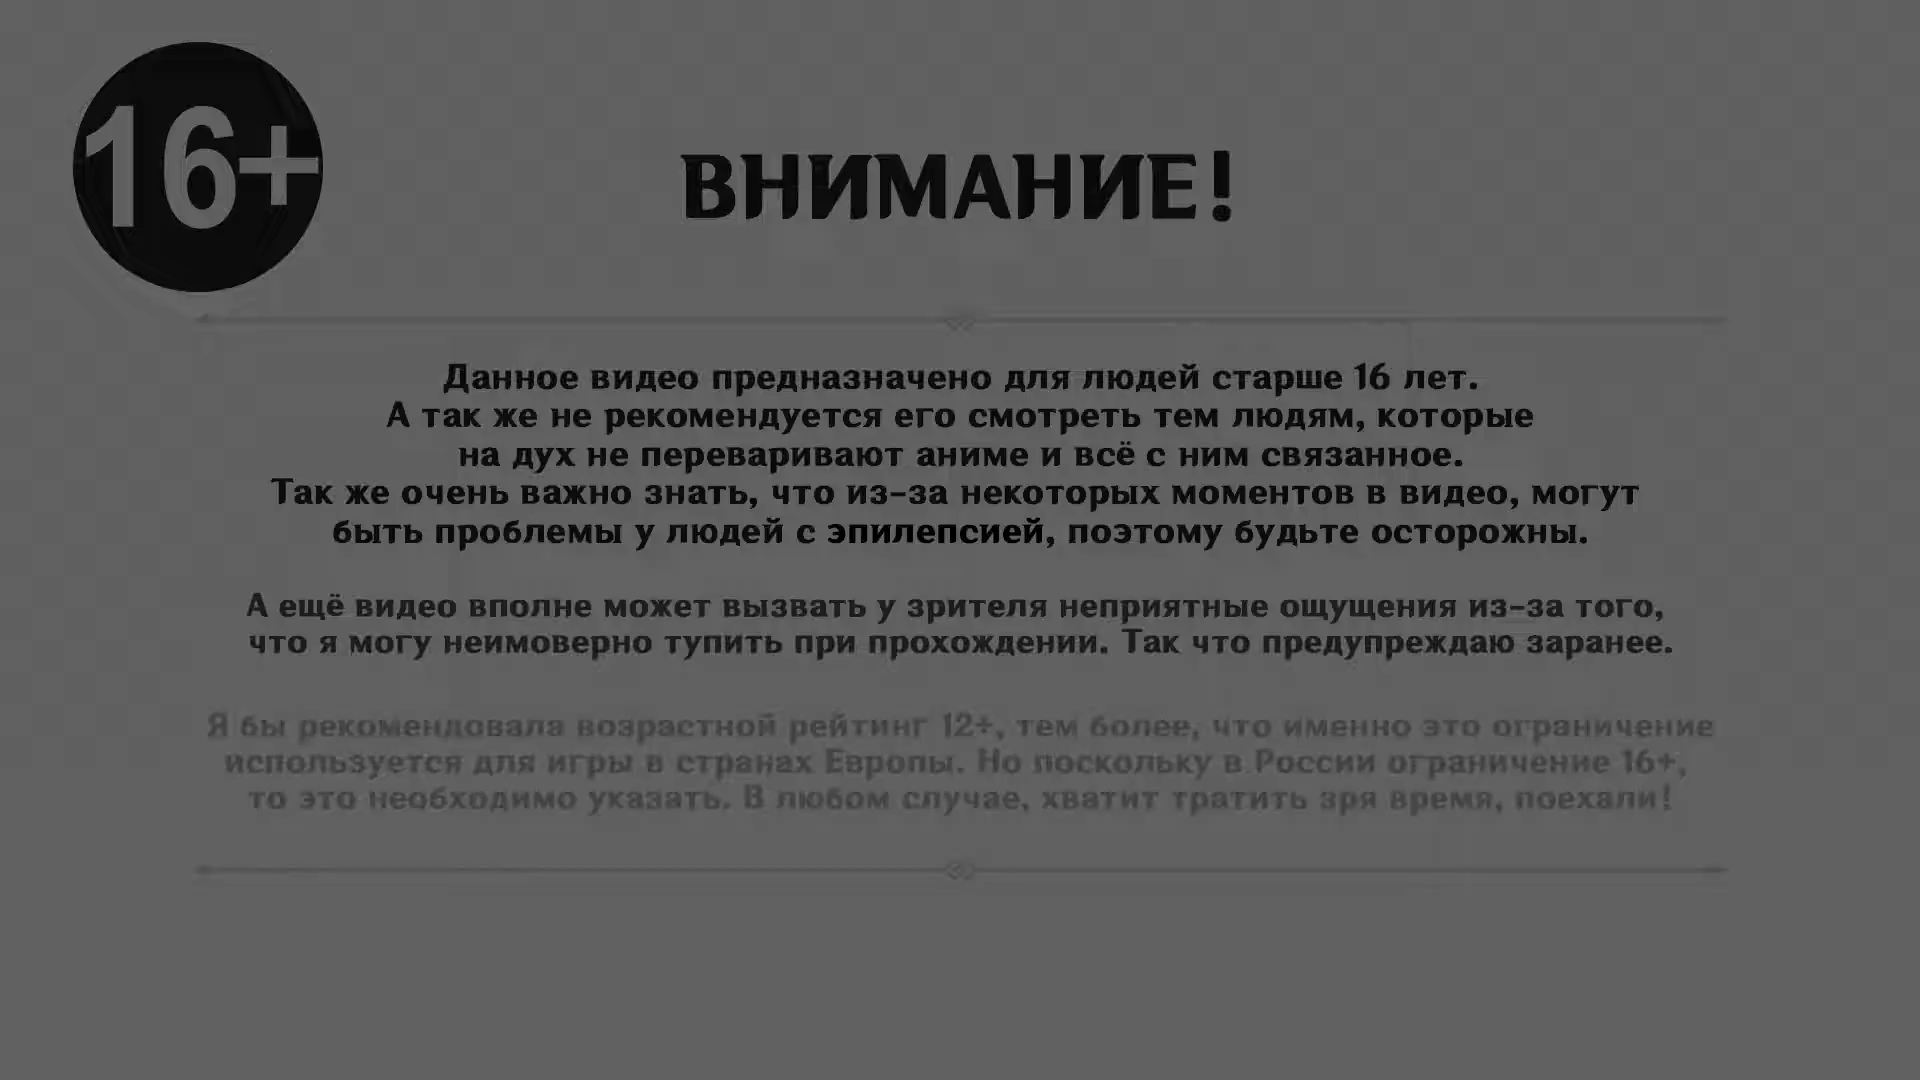 16+
ВНИМАНИЕ!
Данное видео предназначено для людей старше 16 лет.
А так же не рекомендуется его смотреть тем людям, которые
на дух не переваривают аниме и всё с ним связанное.
Так же очень важно знать, что из-за некоторых моментов в видео, могут
быть проблемы у людей с эпилепсией, поэтому будьте осторожны.
А ещё видео вполне может вызвать у зрителя неприятные ощущения из-за того,
что я могу неимоверно тупить при прохождении. Так что предупреждаю заранее.
Я бы рекомендовала возрастной рейтинг 12+, тем более, что именно это ограничение
используется для игры в странах Европы. Но поскольку в России ограничение 16+,
то это необходимо указать. В любом случае, хватит тратить зря время, поехали!